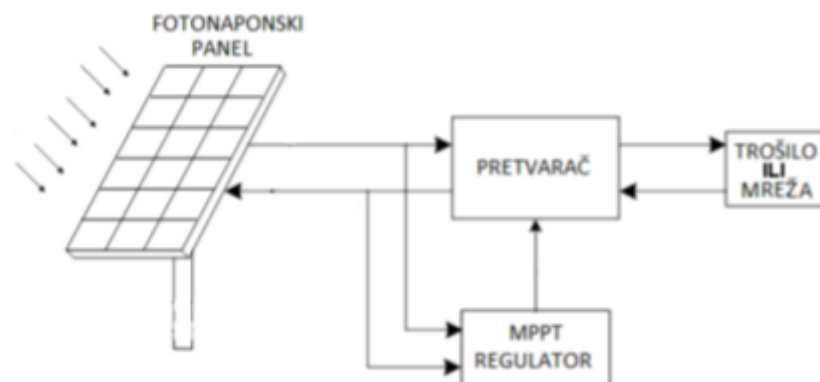 FOTONAPONSKI
PANEL
PRETVARAČ
TROŠILO
ILI
MREŽA
MPPT
REGULATOR